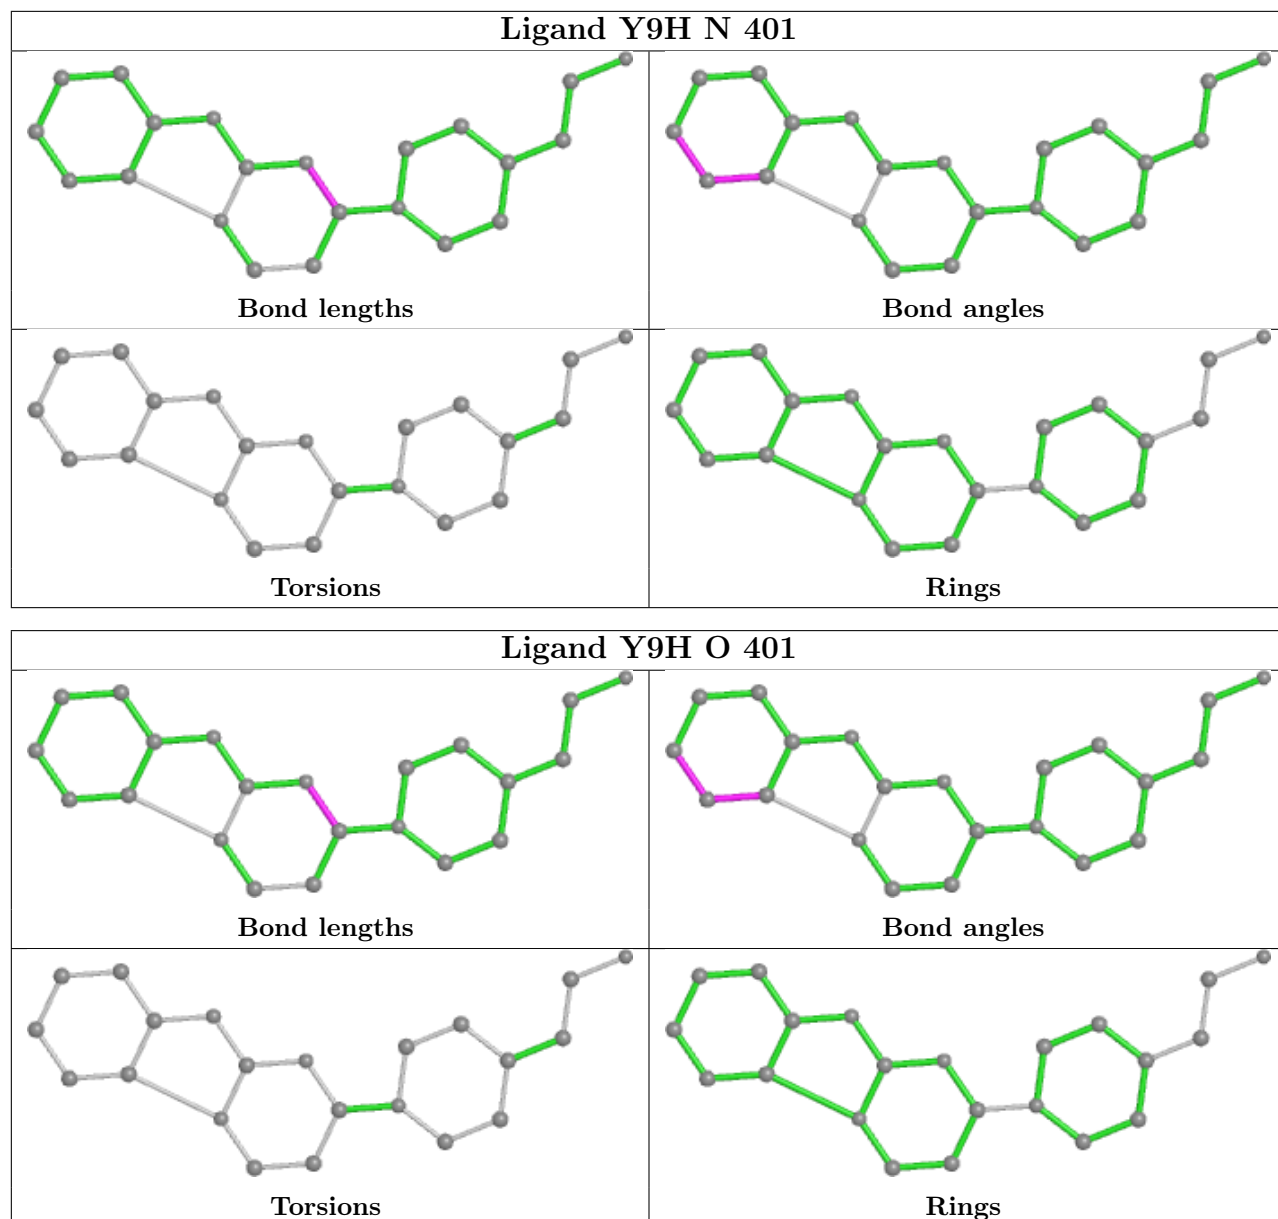 Ligand Y9H N 401
Bond lengths
Bond angles
Torsions
Rings
Ligand Y9H O 401
Bond lengths
Bond angles
Torsions
Rings